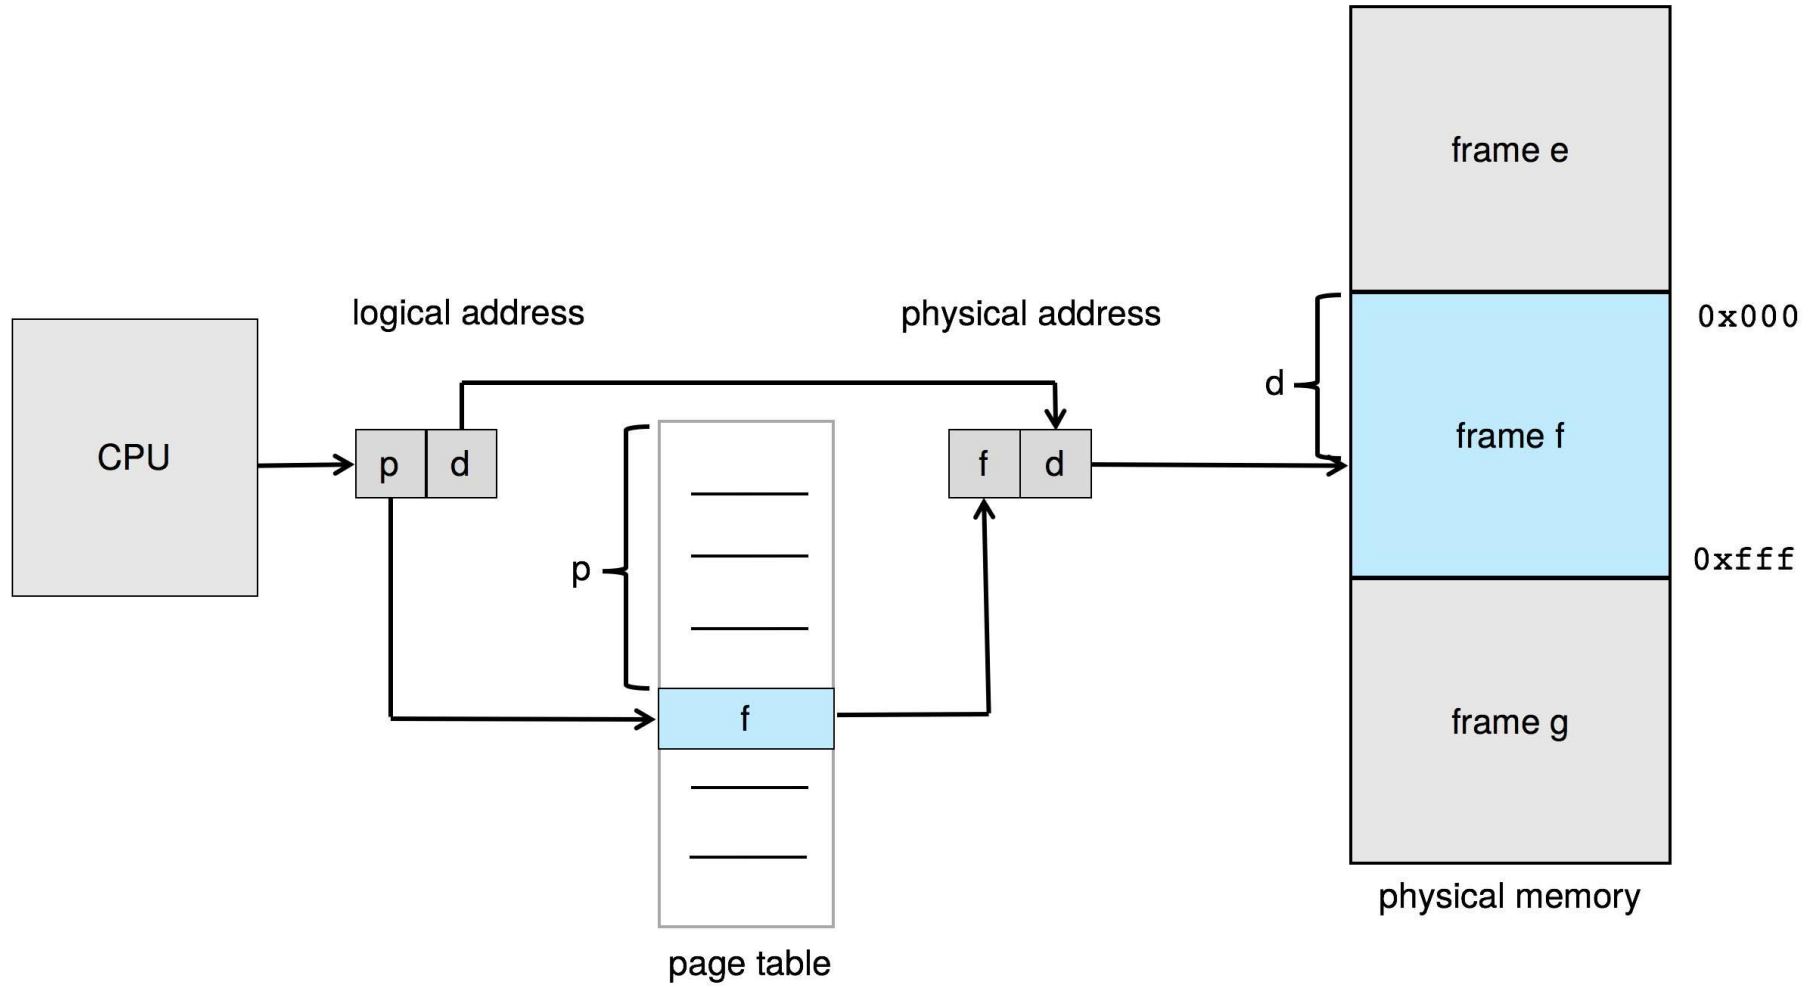 frame e
logical address
physical address
0x000
d
CPU
p
d
f
d
frame f
0xfff
p
f
frame g
physical memory
page table